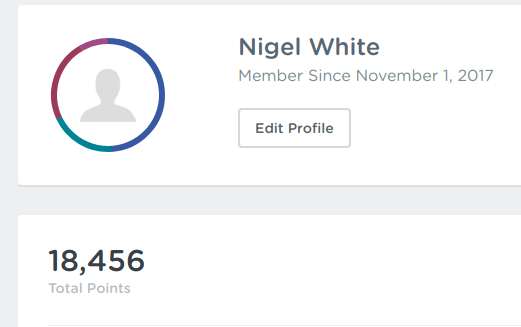 Nigel White
Member Since November 1, 2017
Edit Profile
18,456
Total Points